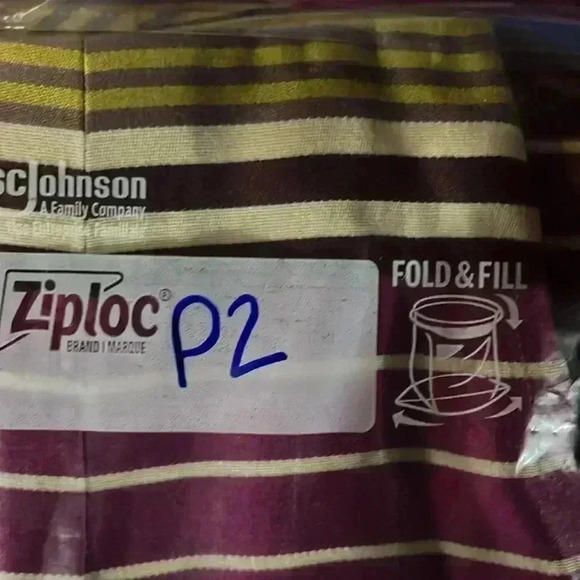 SCJohnson
A Family Company
FOLD & FILL
Ziploc®
BRAND | MARQUE
P2